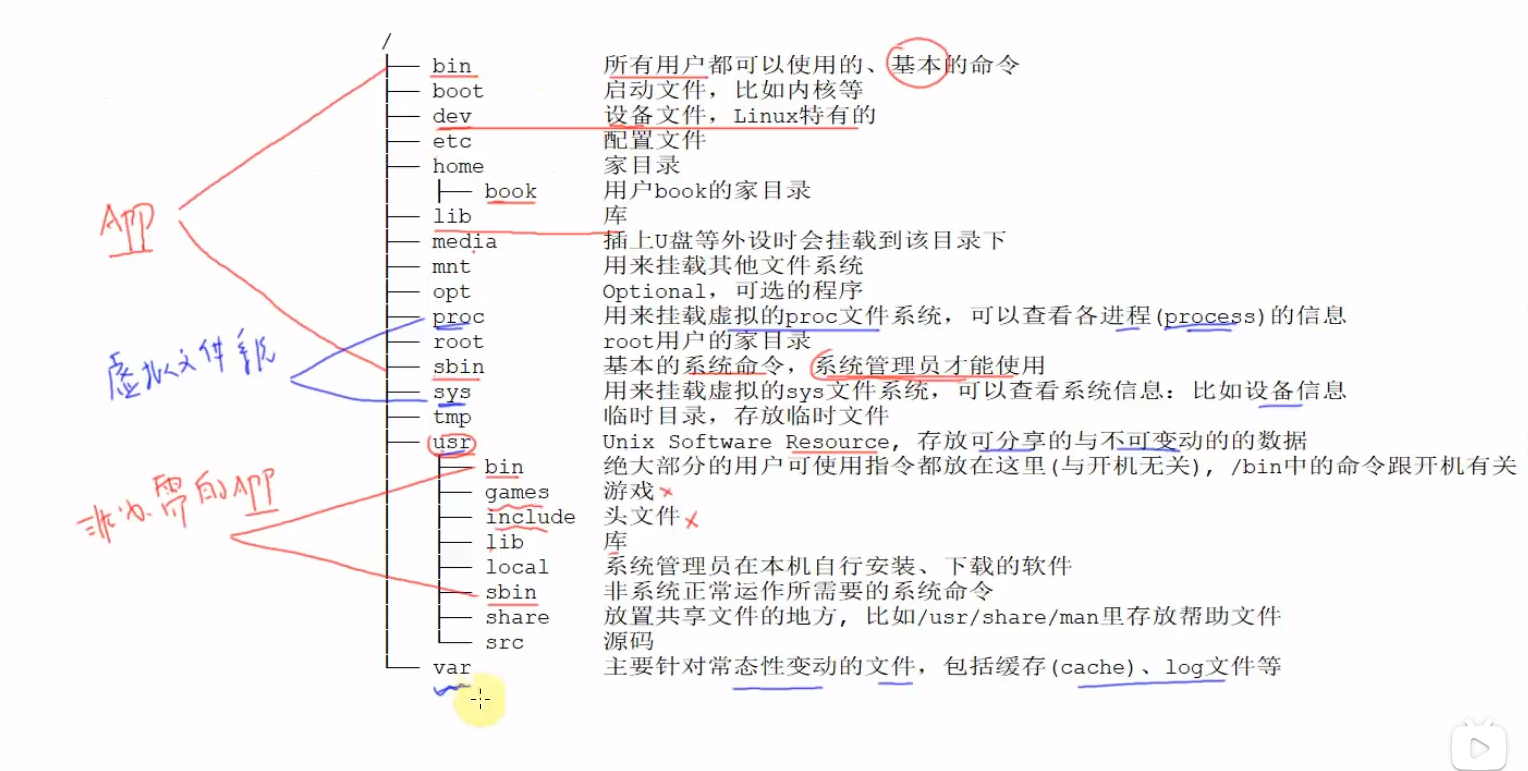 /
bin 所有用户都可以使用的、基本的命令
boot 启动文件，比如内核等
dev 设备文件，Linux特有的
etc 配置文件
home 家目录
book 用户book的家目录
APP
lib 库
media 插上U盘等外设时会挂载到该目录下
mnt 用来挂载其他文件系统
opt Optional，可选的程序
proc 用来挂载虚拟的proc文件系统，可以查看各进程(process)的信息
root root用户的家目录
虚拟文件系统
sbin 基本的系统命令，系统管理员才能使用
sys 用来挂载虚拟的sys文件系统，可以查看系统信息：比如设备信息
tmp 临时目录，存放临时文件
usr Unix Software Resource, 存放可分享的与不可变动的的数据
bin 绝大部分的用户可使用指令都放在这里(与开机无关), /bin中的命令跟开机有关
games 游戏
非必需的APP
include 头文件
lib 库
local 系统管理员在本机自行安装、下载的软件
sbin 非系统正常运作所需要的系统命令
share 放置共享文件的地方, 比如/usr/share/man里存放帮助文件
src 源码
var 主要针对常态性变动的文件，包括缓存(cache)、log文件等